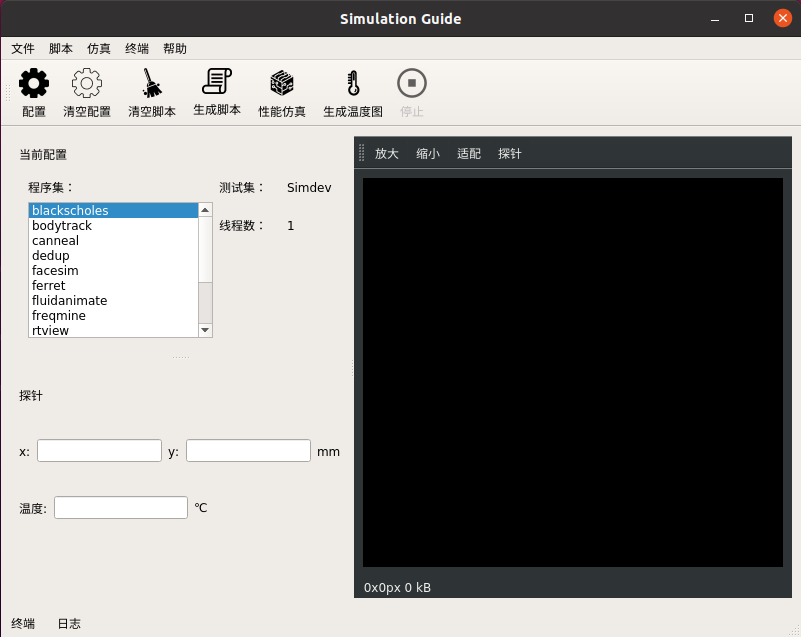 Simulation Guide
文件 脚本 仿真 终端 帮助
配置 清空配置 清空脚本 生成脚本 性能仿真 生成温度图 停止
当前配置
程序集：
测试集： Simdev
线程数： 1
blackscholes
bodytrack
canneal
dedup
facesim
ferret
fluidanimate
freqmine
rtview
探针
x: y: mm
温度: ℃
放大 缩小 适配 探针
0x0px 0 kB
终端 日志